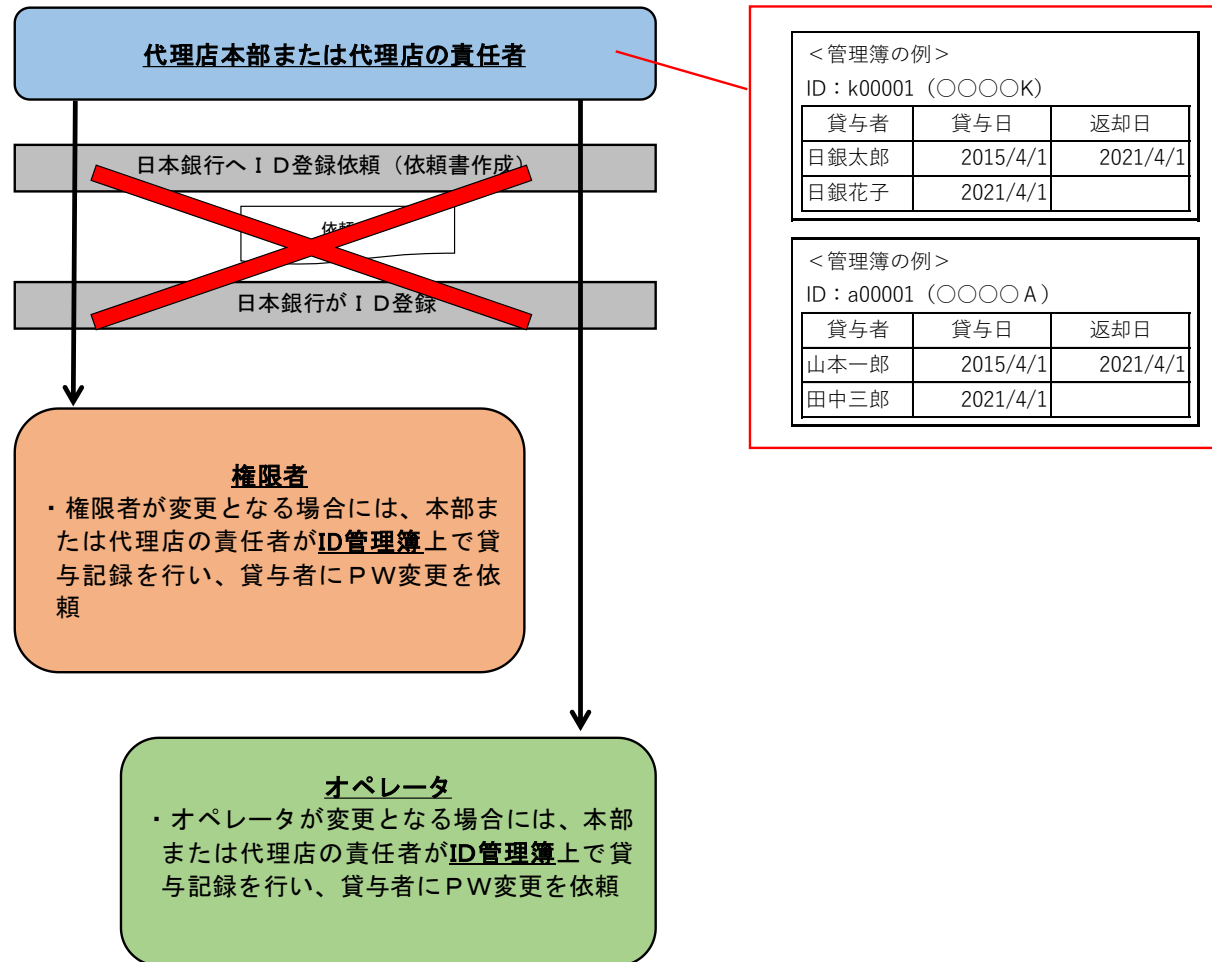 代理店本部または代理店の責任者
日本銀行へＩＤ登録依頼（依頼書作成）
依頼
日本銀行がＩＤ登録
権限者
・権限者が変更となる場合には、本部ま
たは代理店の責任者がID管理簿上で貸
与記録を行い、貸与者にＰＷ変更を依
頼
オペレータ
・オペレータが変更となる場合には、本部
または代理店の責任者がID管理簿上で貸
与記録を行い、貸与者にＰＷ変更を依頼
＜管理簿の例＞
ID：k00001（○○○○K）
貸与者 貸与日 返却日
日銀太郎 2015/4/1 2021/4/1
日銀花子 2021/4/1
＜管理簿の例＞
ID：a00001（○○○○Ａ）
貸与者 貸与日 返却日
山本一郎 2015/4/1 2021/4/1
田中三郎 2021/4/1